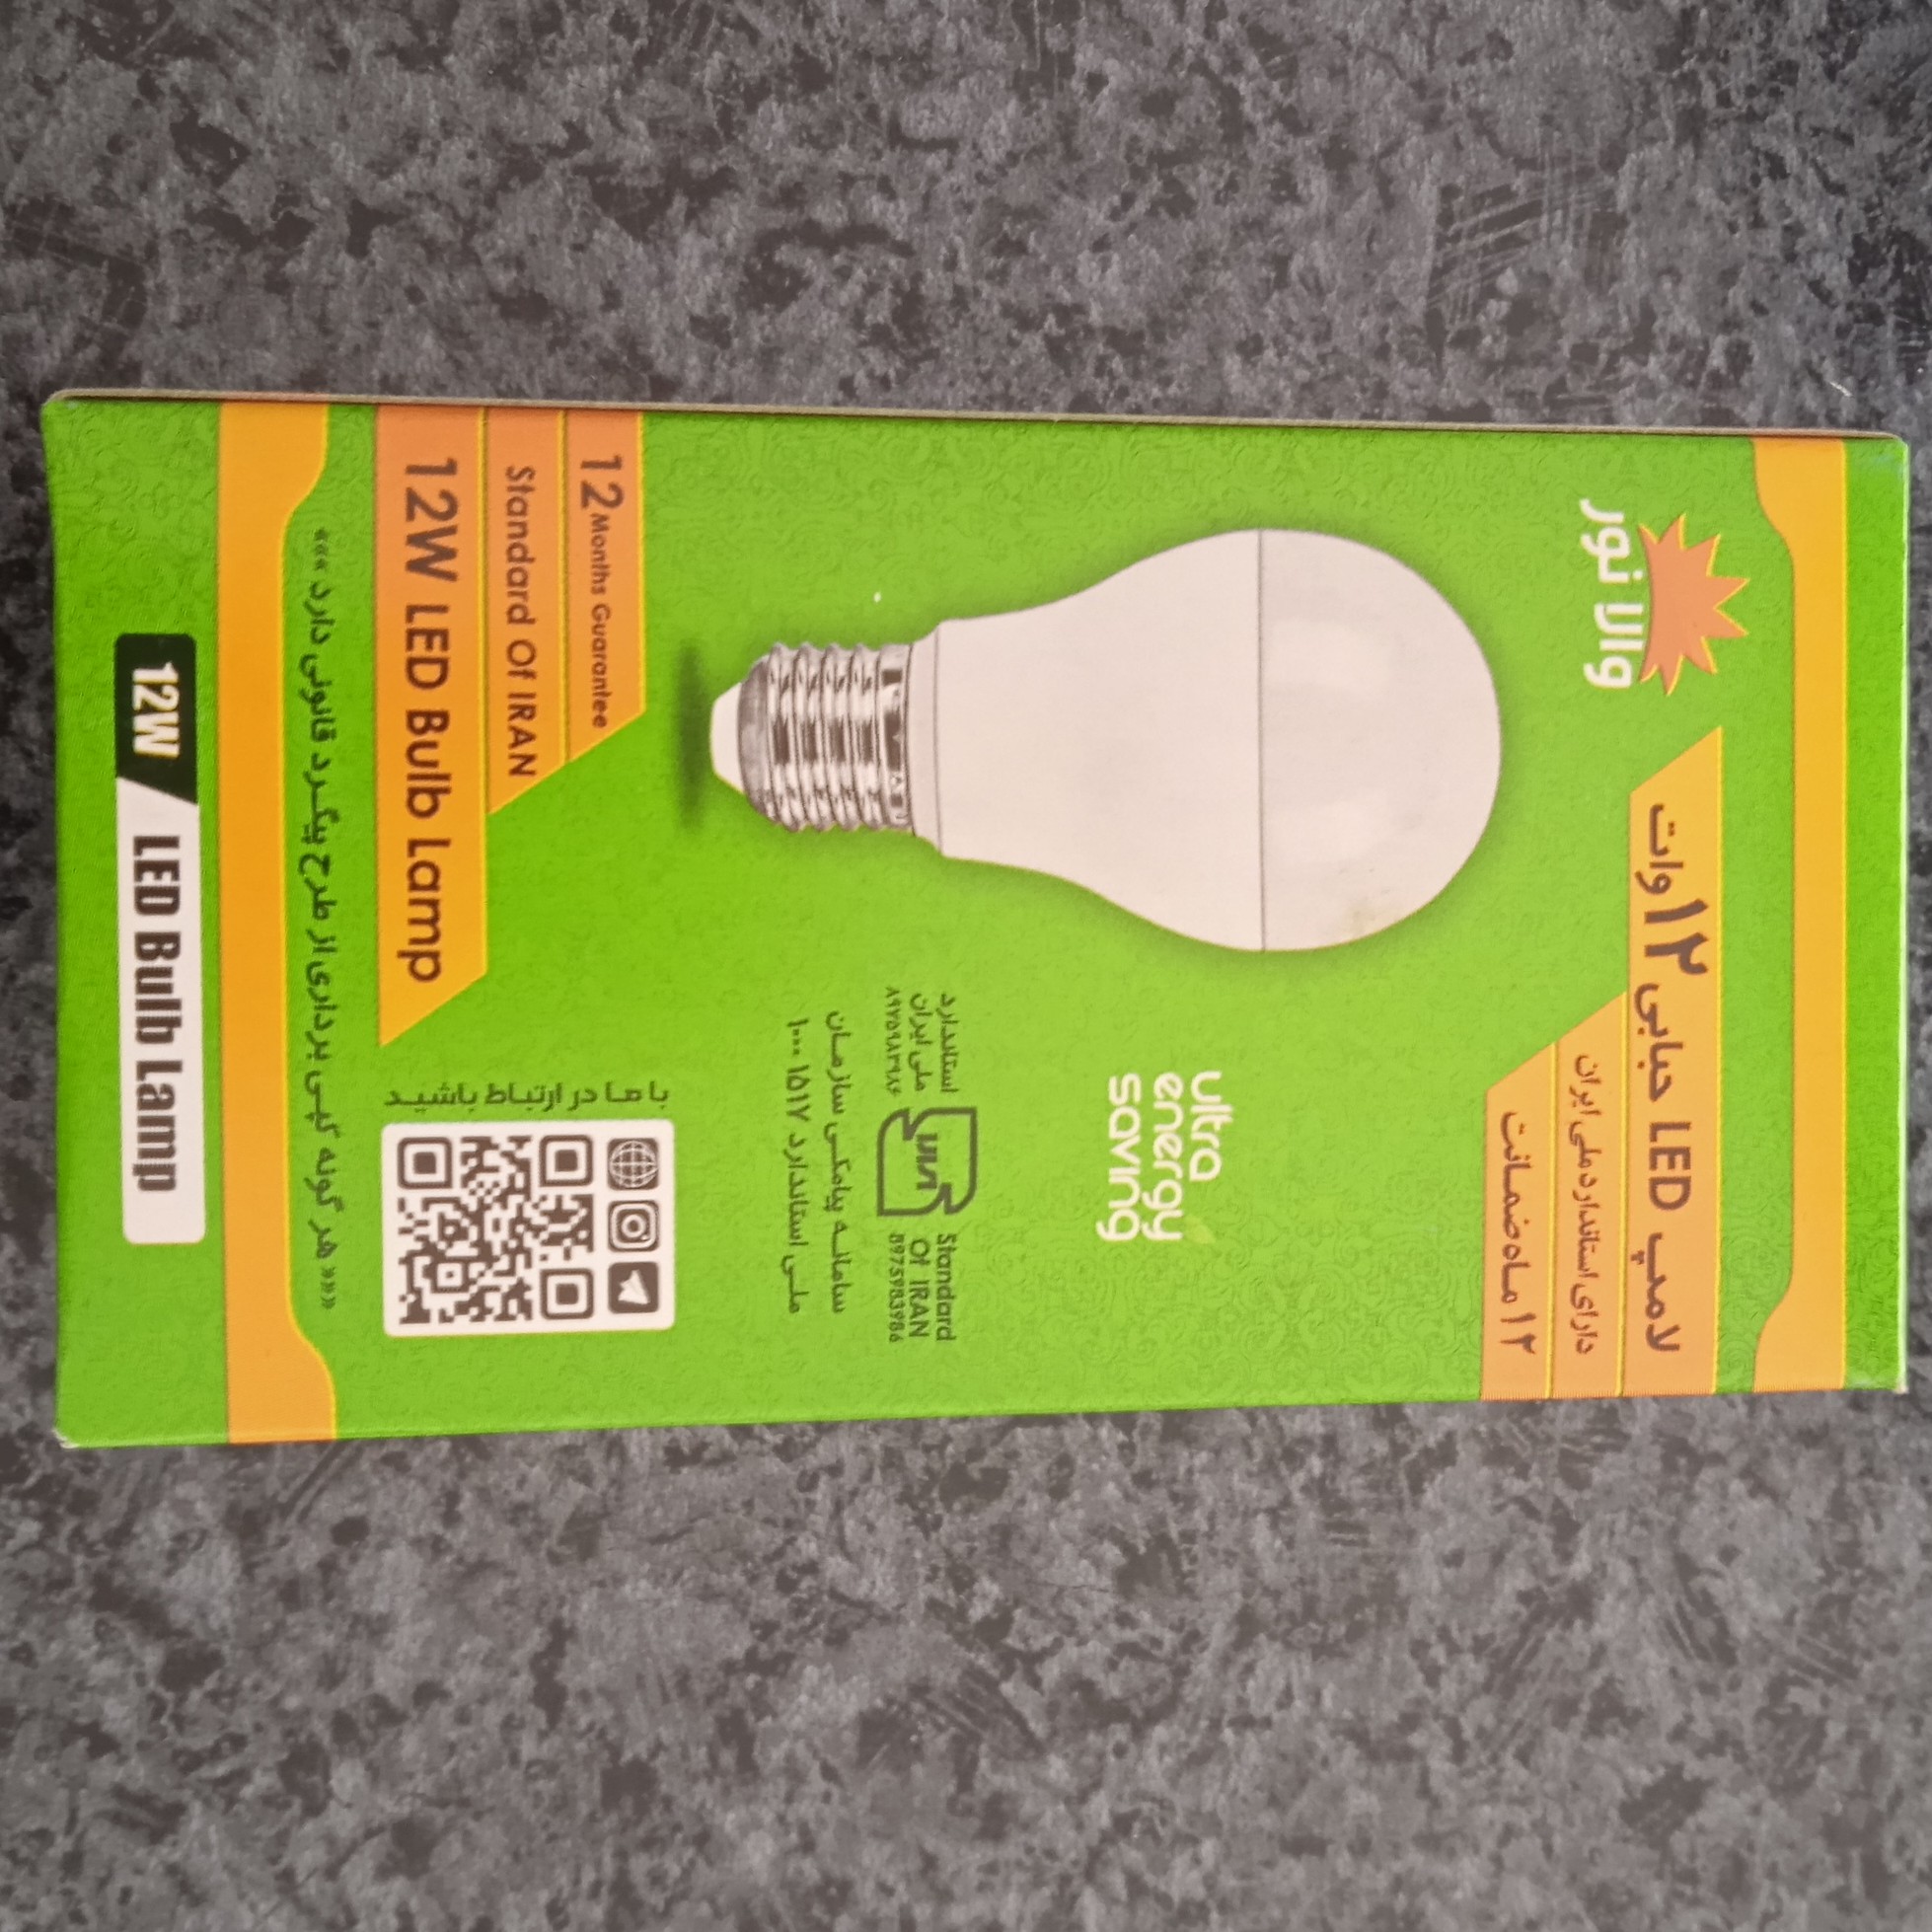 والا نور
لامپ LED حبابی ۱۲ وات
دارای استاندارد ملی ایران
۱۲ ماه ضمانت
ultra
energy
saving
استاندارد
ملی ایران
۸۹۷۵۹۸۳۹۸۶
Standard
Of IRAN
8975983986
سامانه پیامکی سازمان
ملی استاندارد ۱۵۱۷ ۱۰۰۰
12 Months Guarantee
Standard Of IRAN
12W LED Bulb Lamp
با ما در ارتباط باشید
»»» هر گونه کپی برداری از طرح پیگرد قانونی دارد «««
12W LED Bulb Lamp